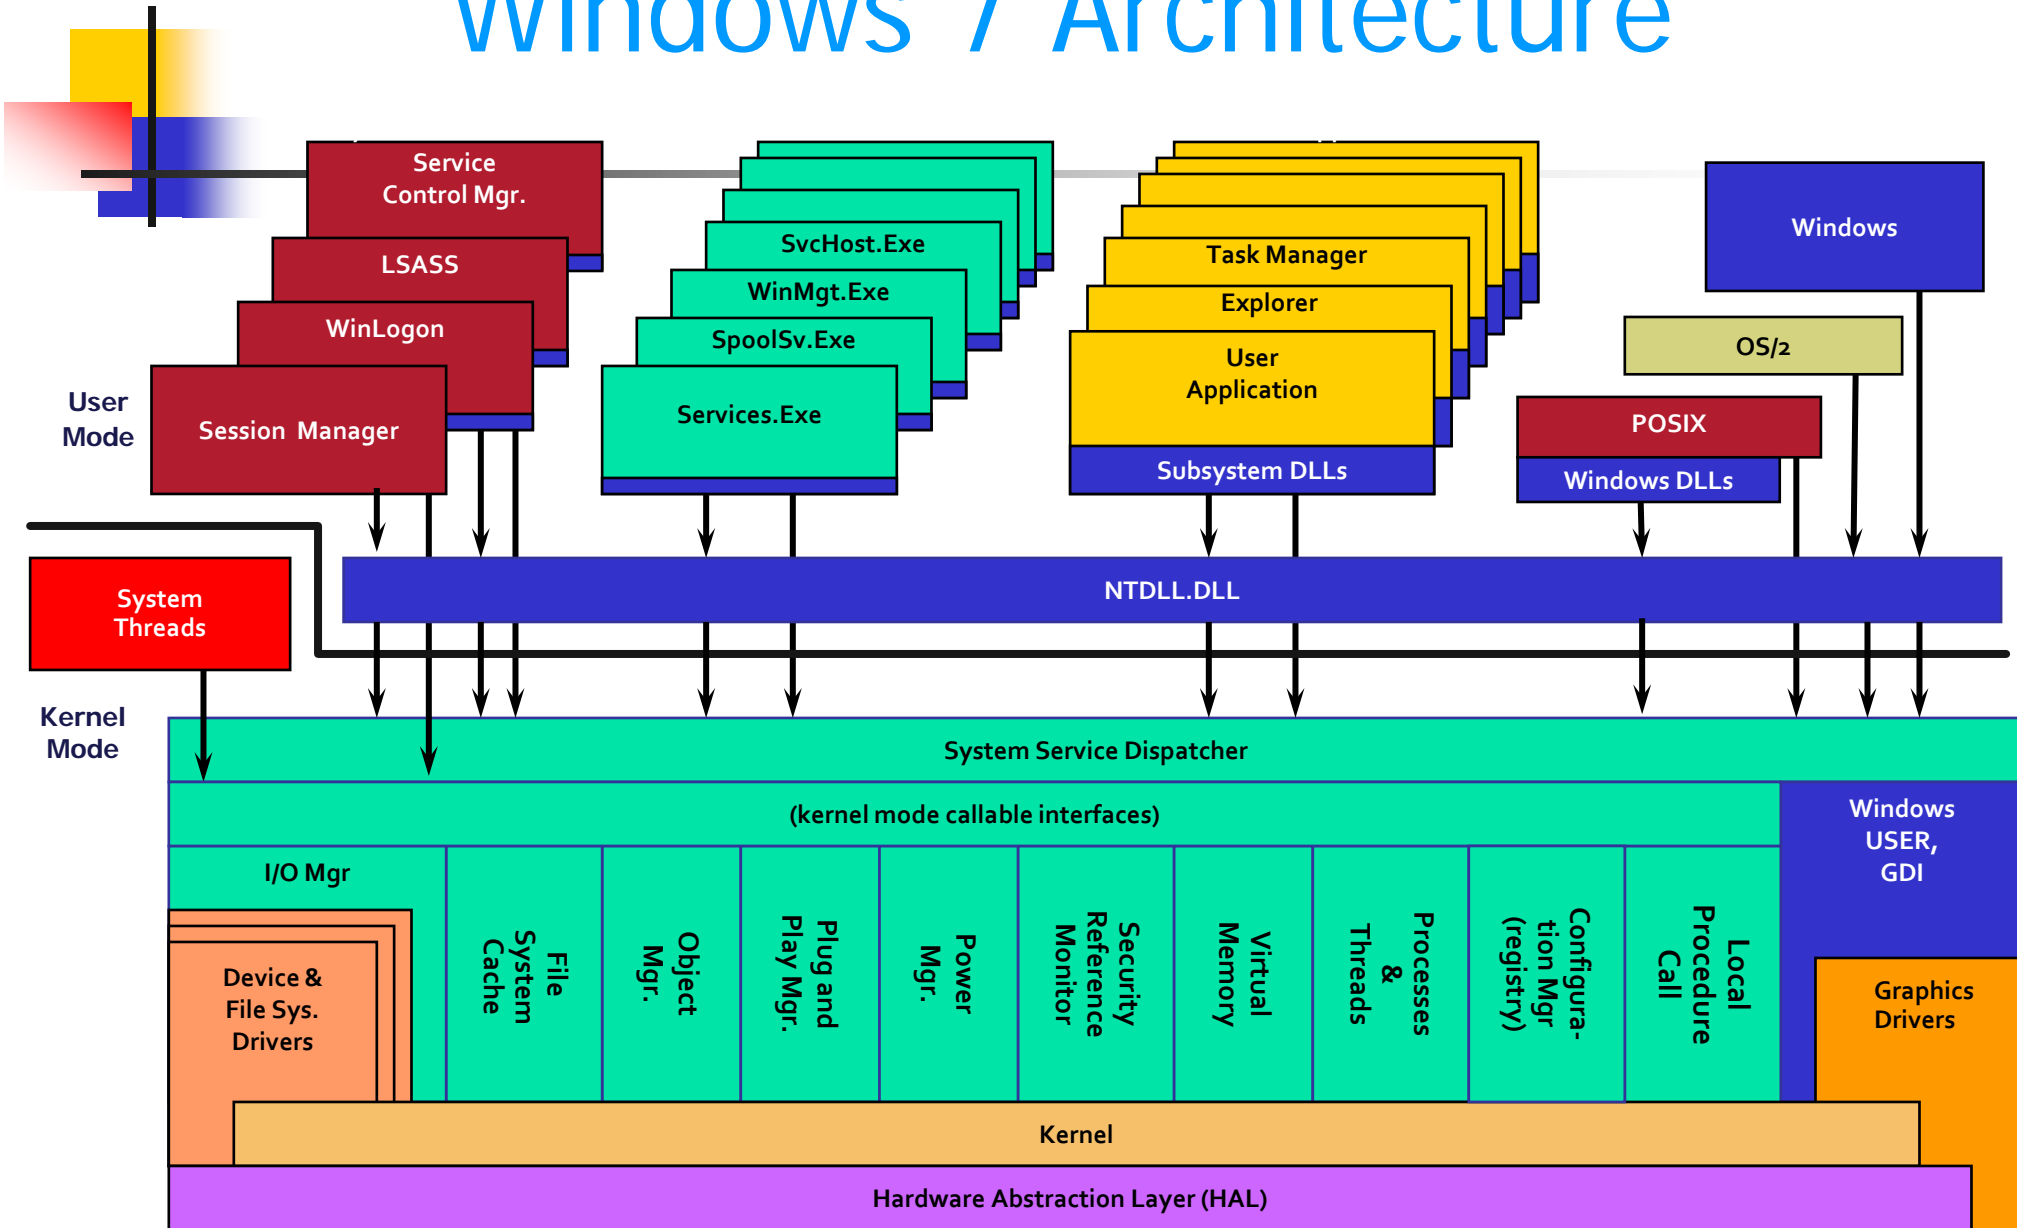 Windows 7 Architecture
Service
Control Mgr.
LSASS
WinLogon
Session Manager
SvcHost.Exe
WinMgt.Exe
SpoolSv.Exe
Services.Exe
Task Manager
Explorer
User
Application
Subsystem DLLs
Windows
OS/2
POSIX
Windows DLLs
User
Mode
System
Threads
NTDLL.DLL
Kernel
Mode
System Service Dispatcher
(kernel mode callable interfaces)
Windows
USER,
GDI
I/O Mgr
Device &
File Sys.
Drivers
File
System
Cache
Object
Mgr.
Plug and
Play Mgr.
Power
Mgr.
Security
Reference
Monitor
Virtual
Memory
Processes
&
Threads
Configura-
tion Mgr
(registry)
Local
Procedure
Call
Graphics
Drivers
Kernel
Hardware Abstraction Layer (HAL)